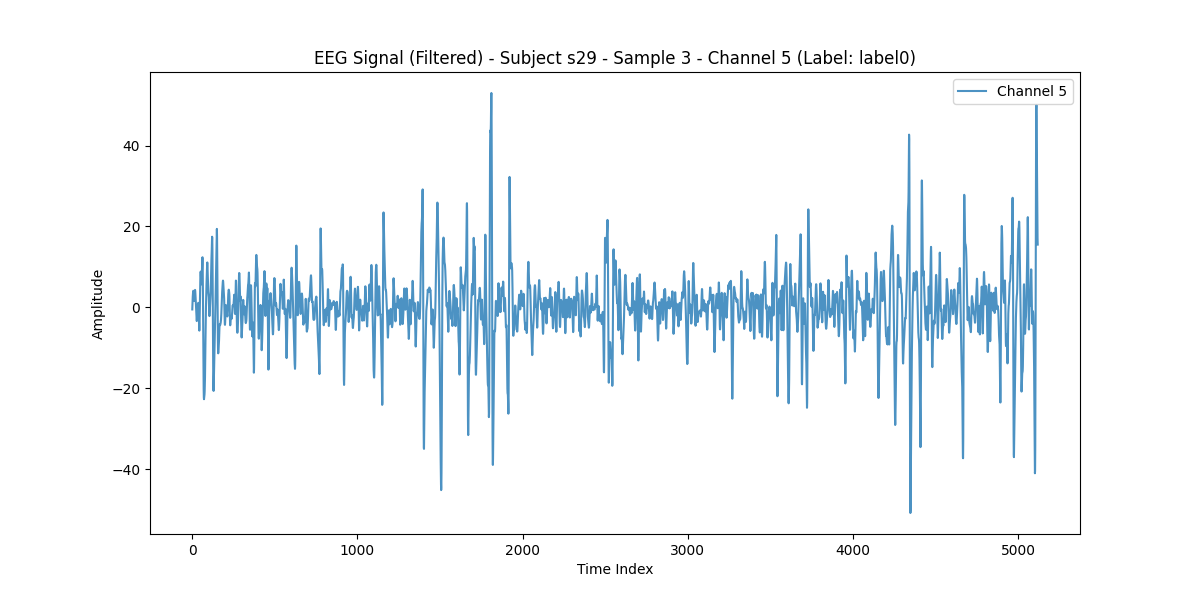 EEG Signal (Filtered) - Subject s29 - Sample 3 - Channel 5 (Label: label0)
Channel 5
Amplitude
40
20
0
−20
−40
0 1000 2000 3000 4000 5000
Time Index